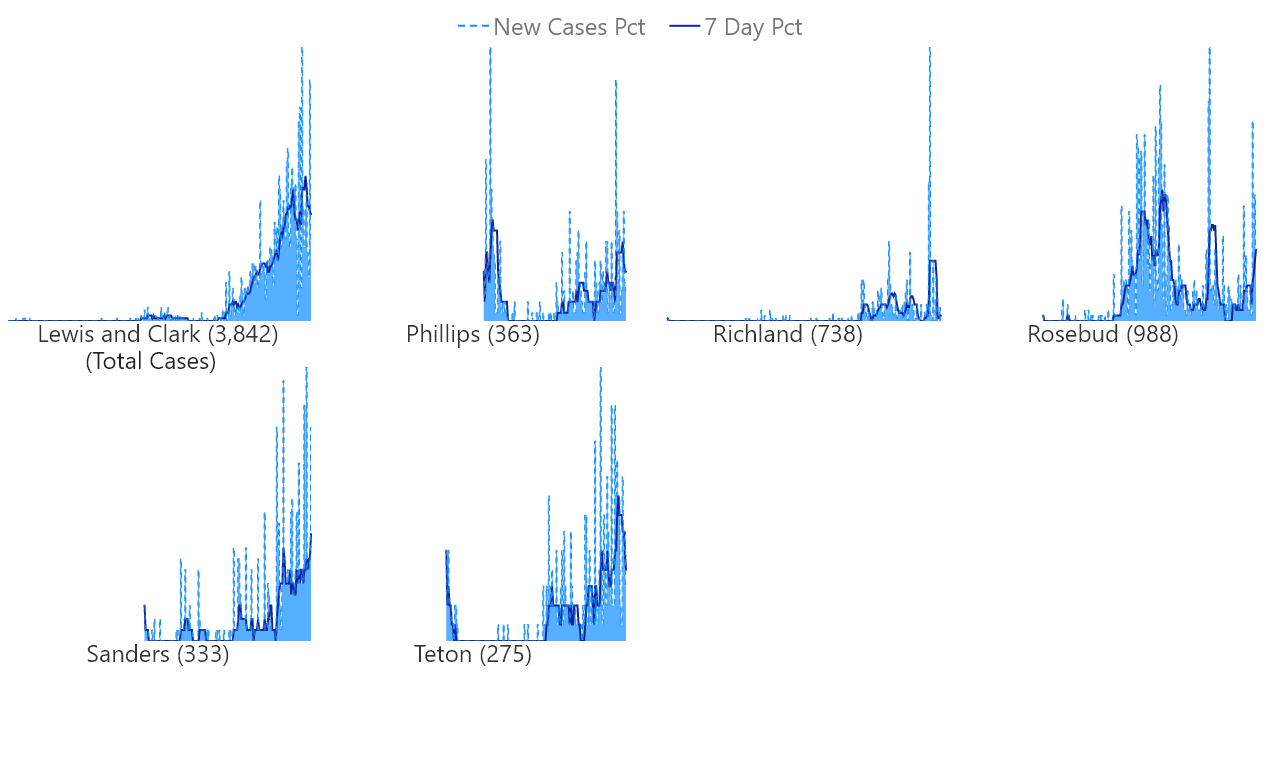 New Cases Pct 7 Day Pct
Lewis and Clark (3,842) Phillips (363) Richland (738) Rosebud (988)
(Total Cases)
Sanders (333) Teton (275)